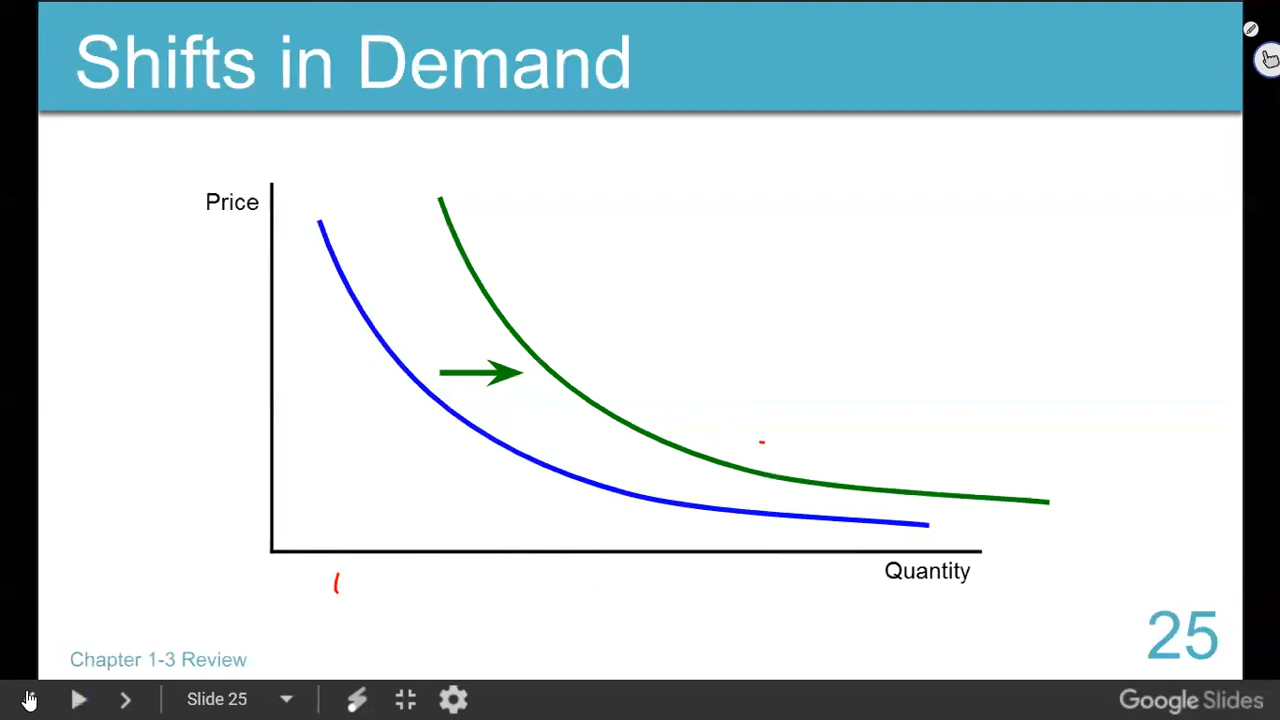 Shifts in Demand
Price
Quantity
25
Chapter 1-3 Review
Slide 25
Google Slides